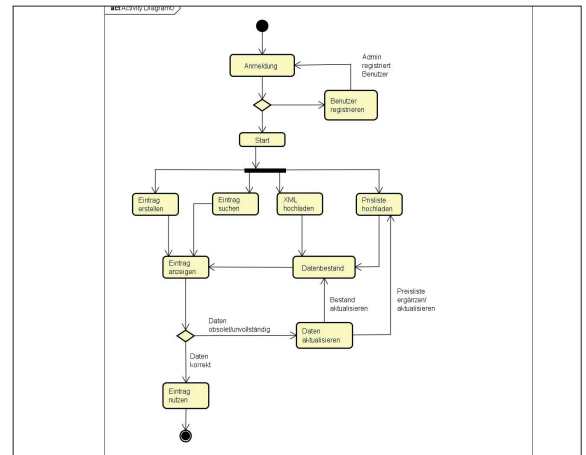 act Activity Diagram0
Anmeldung
Admin
registriert
Benutzer
Benutzer
registrieren
Start
Eintrag
erstellen
Eintrag
suchen
XML
hochladen
Prisliste
hochladen
Eintrag
anzeigen
Datenbestand
Bestand
aktualisieren
Preisliste
ergänzen/
aktualisieren
Daten
obsolet/unvollständig
Daten
aktualisieren
Daten
korrekt
Eintrag
nutzen